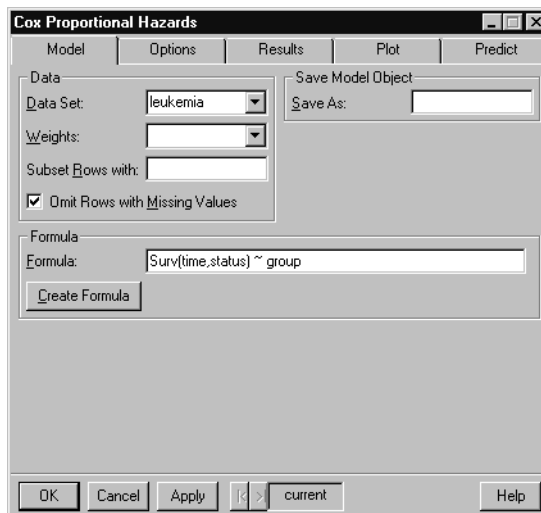 Cox Proportional Hazards
Model Options Results Plot Predict
Data
Data Set: leukemia
Weights:
Subset Rows with:
Omit Rows with Missing Values
Save Model Object
Save As:
Formula
Formula: Surv(time,status) ~ group
Create Formula
OK Cancel Apply current Help